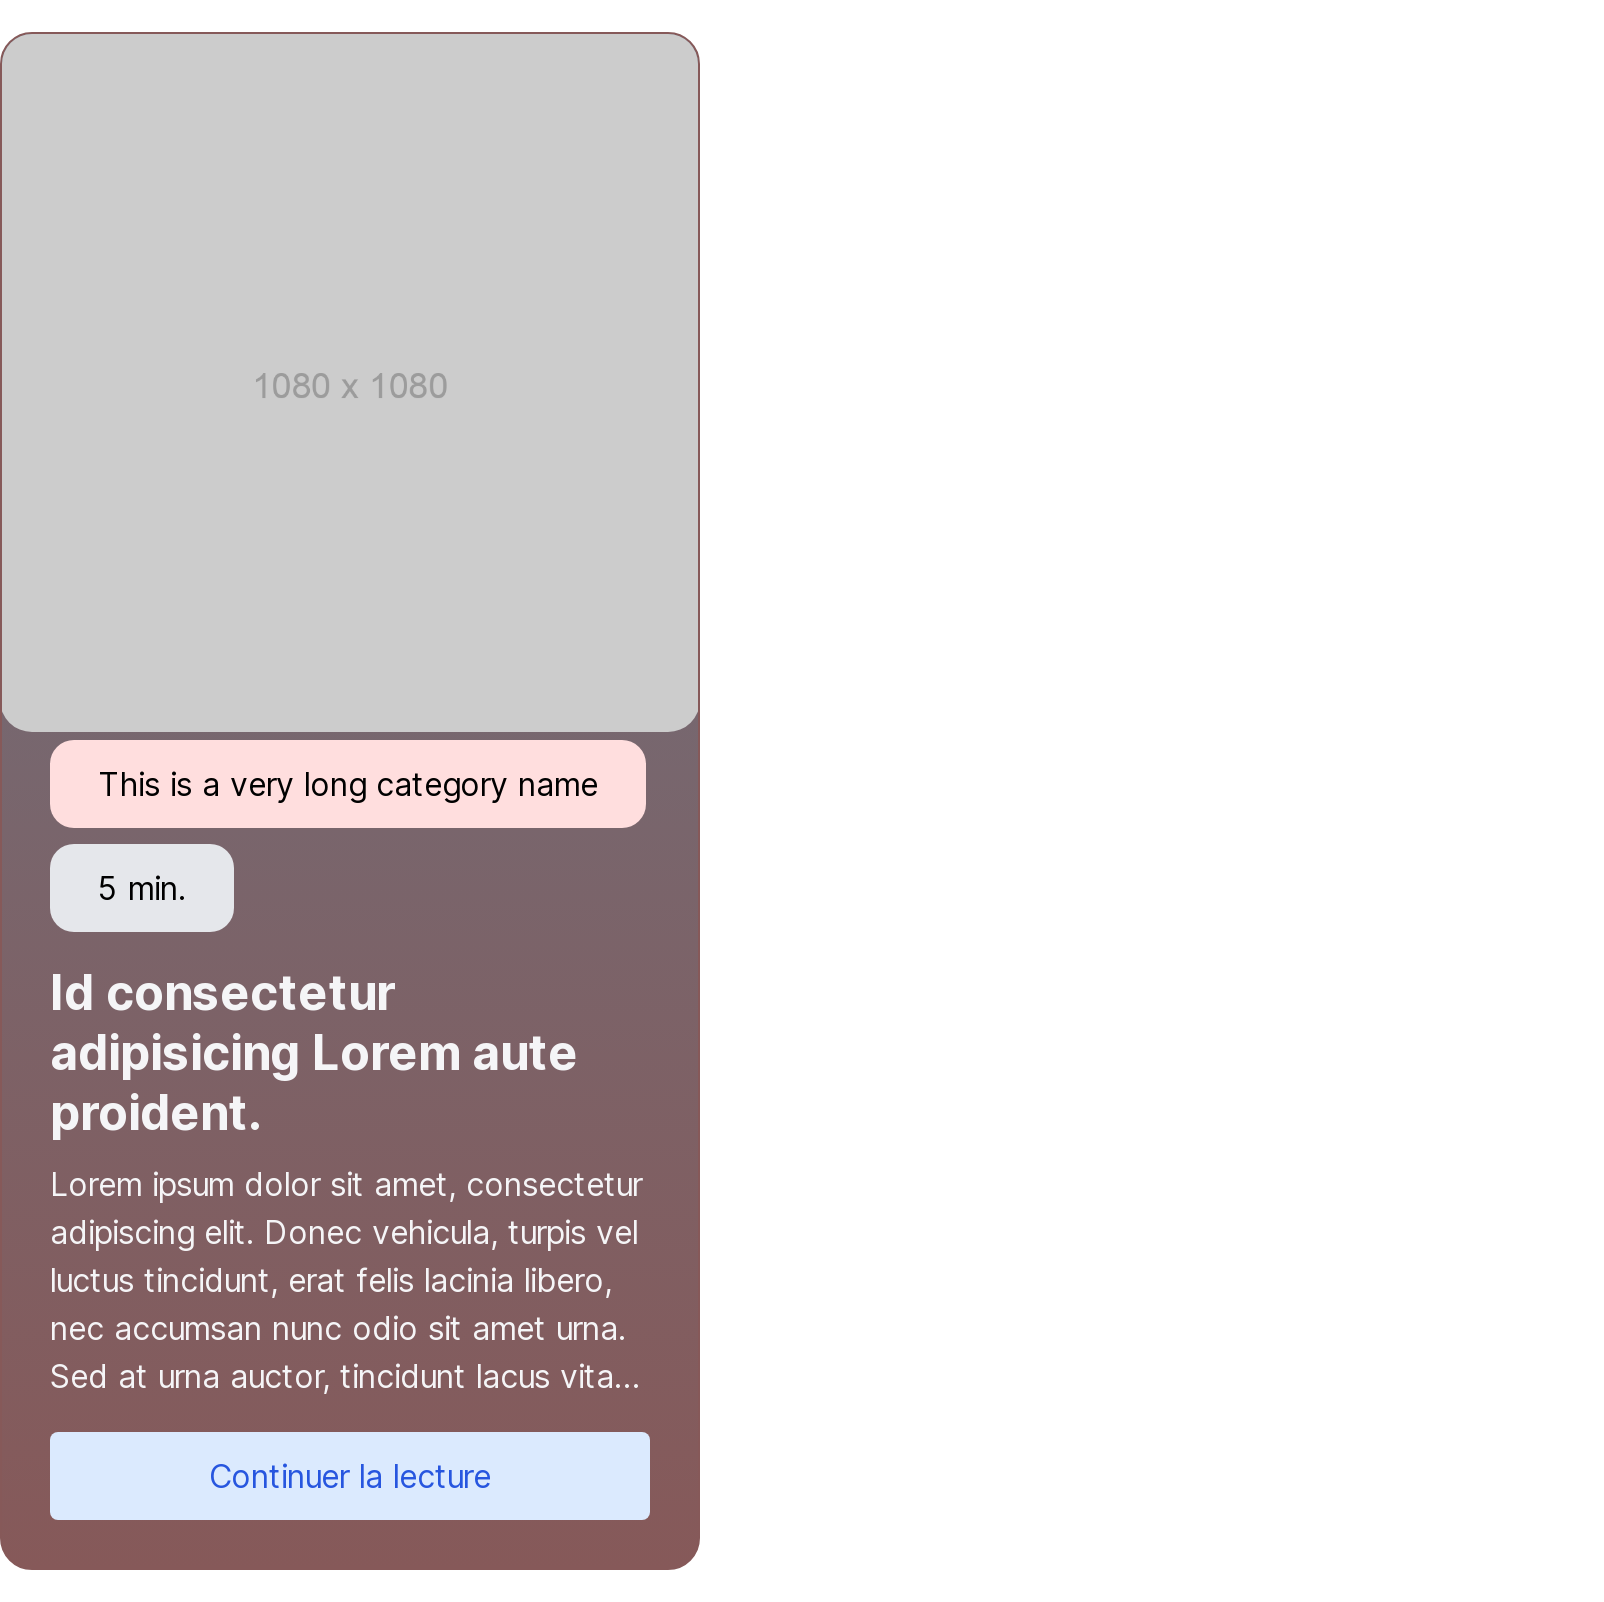 1080 x 1080
This is a very long category name
5 min.
Id consectetur
adipisicing Lorem aute
proident.
Lorem ipsum dolor sit amet, consectetur
adipiscing elit. Donec vehicula, turpis vel
luctus tincidunt, erat felis lacinia libero,
nec accumsan nunc odio sit amet urna.
Sed at urna auctor, tincidunt lacus vita...
Continuer la lecture